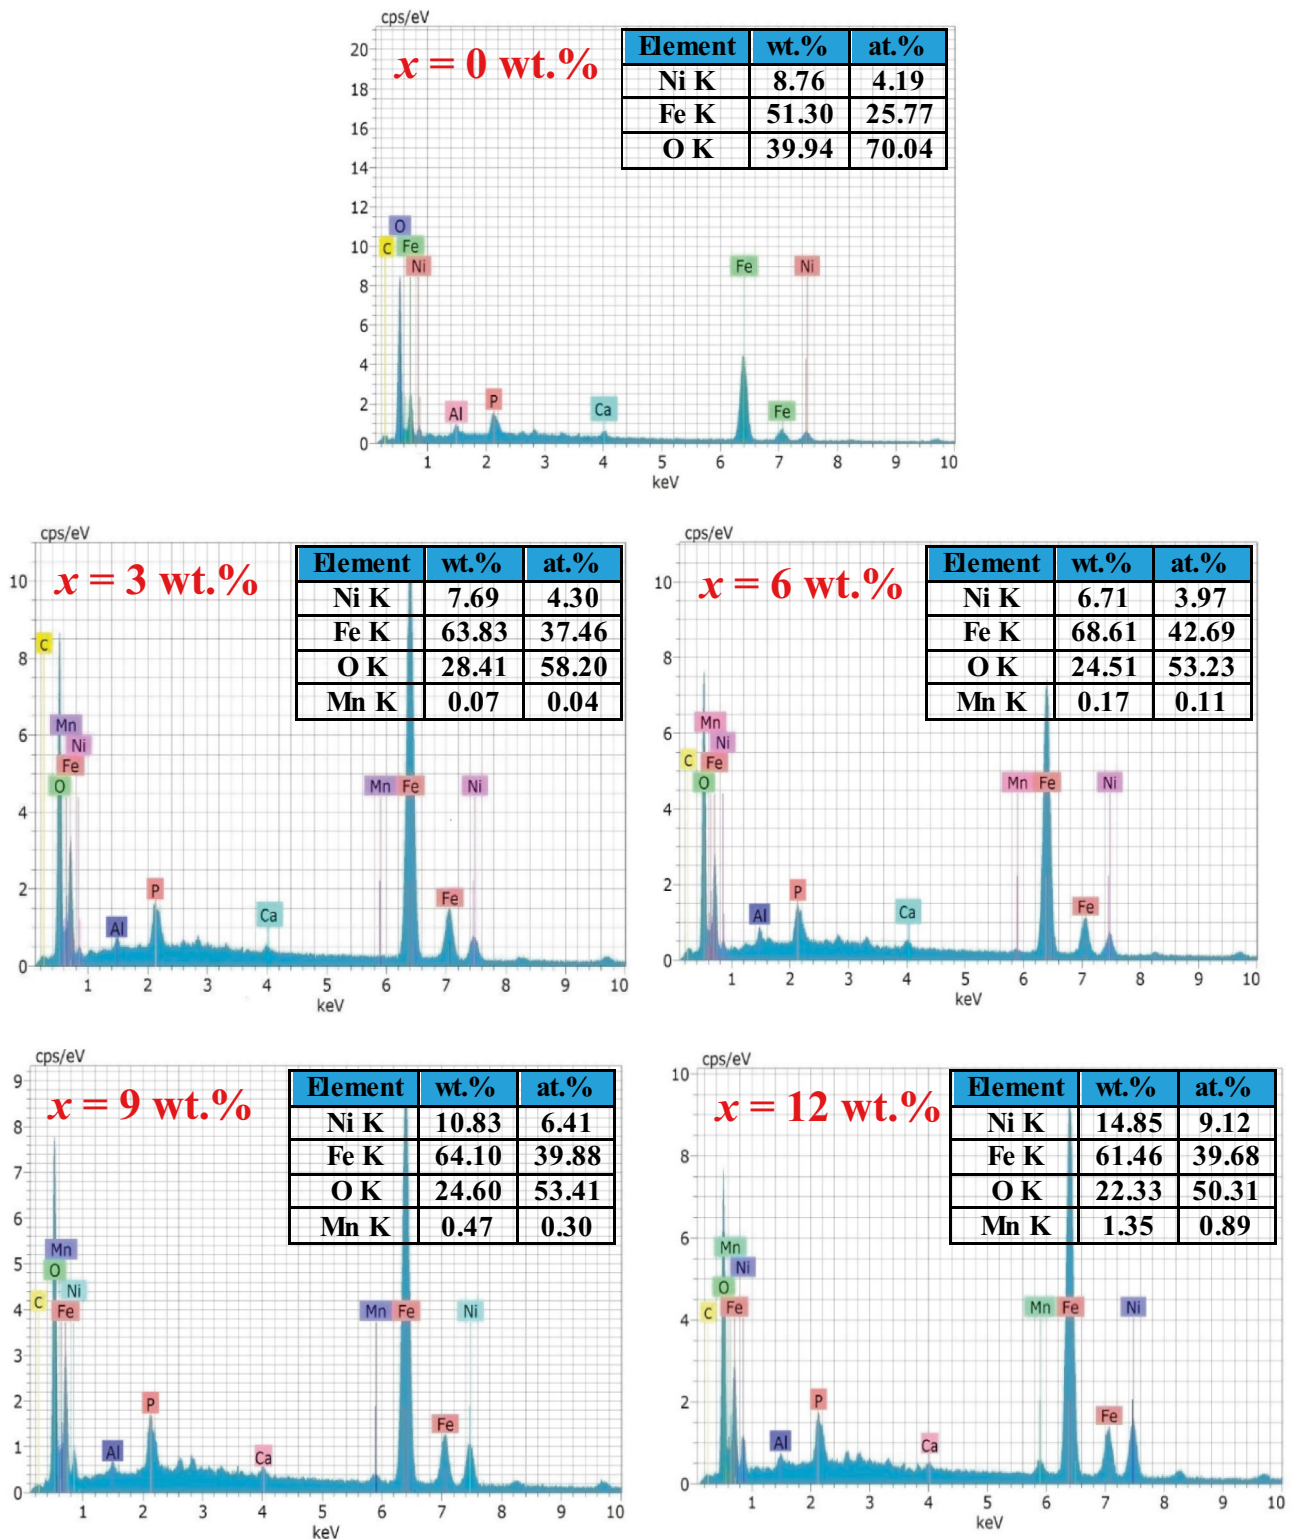 cps/eV
x = 0 wt.%
Element wt.% at.%
Ni K 8.76 4.19
Fe K 51.30 25.77
O K 39.94 70.04
20
18
16
14
12
10
8
6
4
2
0
O
C Fe
Ni
Fe Ni
Al P Ca Fe
1 2 3 4 5 6 7 8 9 10
keV
cps/eV
x = 3 wt.%
Element wt.% at.%
Ni K 7.69 4.30
Fe K 63.83 37.46
O K 28.41 58.20
Mn K 0.07 0.04
10
8
6
4
2
0
C
Mn
Ni
Fe
O
Mn Fe Ni
Al P Ca Fe
1 2 3 4 5 6 7 8 9 10
keV
cps/eV
x = 6 wt.%
Element wt.% at.%
Ni K 6.71 3.97
Fe K 68.61 42.69
O K 24.51 53.23
Mn K 0.17 0.11
10
8
6
4
2
0
Mn
Ni
C Fe
O
Mn Fe Ni
Al P Ca Fe
1 2 3 4 5 6 7 8 9 10
keV
cps/eV
x = 9 wt.%
Element wt.% at.%
Ni K 10.83 6.41
Fe K 64.10 39.88
O K 24.60 53.41
Mn K 0.47 0.30
9
8
7
6
5
4
3
2
1
0
Mn
O
Ni
C Fe
Mn Fe Ni
Al P Ca Fe
1 2 3 4 5 6 7 8 9 10
keV
cps/eV
x = 12 wt.%
Element wt.% at.%
Ni K 14.85 9.12
Fe K 61.46 39.68
O K 22.33 50.31
Mn K 1.35 0.89
10
8
6
4
2
0
Mn
Ni
O
C Fe
Mn Fe Ni
Al P Ca Fe
1 2 3 4 5 6 7 8 9 10
keV